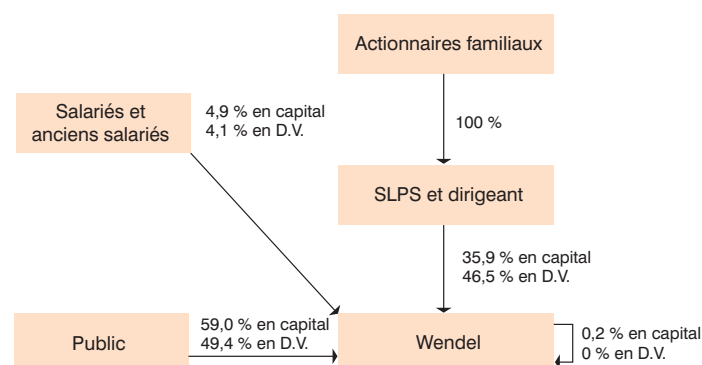 Actionnaires familiaux
Salariés et
anciens salariés
4,9 % en capital
4,1 % en D.V.
100 %
SLPS et dirigeant
35,9 % en capital
46,5 % en D.V.
Public
59,0 % en capital
49,4 % en D.V.
Wendel
0,2 % en capital
0 % en D.V.